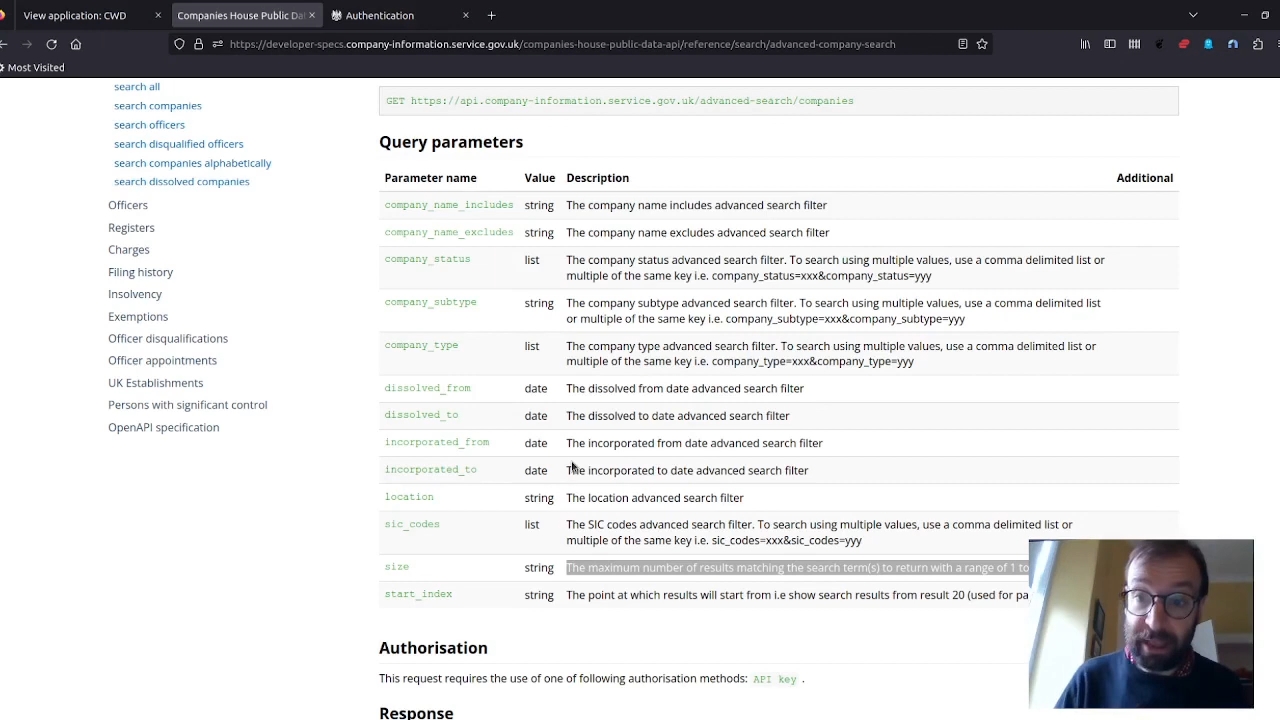 View application: CWD
Companies House Public Da
Authentication
https://developer-specs.company-information.service.gov.uk/companies-house-public-data-api/reference/search/advanced-company-search
Most Visited
search all
search companies
search officers
search disqualified officers
search companies alphabetically
search dissolved companies
Officers
Registers
Charges
Filing history
Insolvency
Exemptions
Officer disqualifications
Officer appointments
UK Establishments
Persons with significant control
OpenAPI specification
GET https://api.company-information.service.gov.uk/advanced-search/companies
Query parameters
Parameter name Value Description Additional
company_name_includes string The company name includes advanced search filter
company_name_excludes string The company name excludes advanced search filter
company_status list The company status advanced search filter. To search using multiple values, use a comma delimited list or
multiple of the same key i.e. company_status=xxx&company_status=yyy
company_subtype string The company subtype advanced search filter. To search using multiple values, use a comma delimited list
or multiple of the same key i.e. company_subtype=xxx&company_subtype=yyy
company_type list The company type advanced search filter. To search using multiple values, use a comma delimited list or
multiple of the same key i.e. company_type=xxx&company_type=yyy
dissolved_from date The dissolved from date advanced search filter
dissolved_to date The dissolved to date advanced search filter
incorporated_from date The incorporated from date advanced search filter
incorporated_to date The incorporated to date advanced search filter
location string The location advanced search filter
sic_codes list The SIC codes advanced search filter. To search using multiple values, use a comma delimited list or
multiple of the same key i.e. sic_codes=xxx&sic_codes=yyy
size string The maximum number of results matching the search term(s) to return with a range of 1 to
start_index string The point at which results will start from i.e show search results from result 20 (used for pa
Authorisation
This request requires the use of one of following authorisation methods: API key .
Response